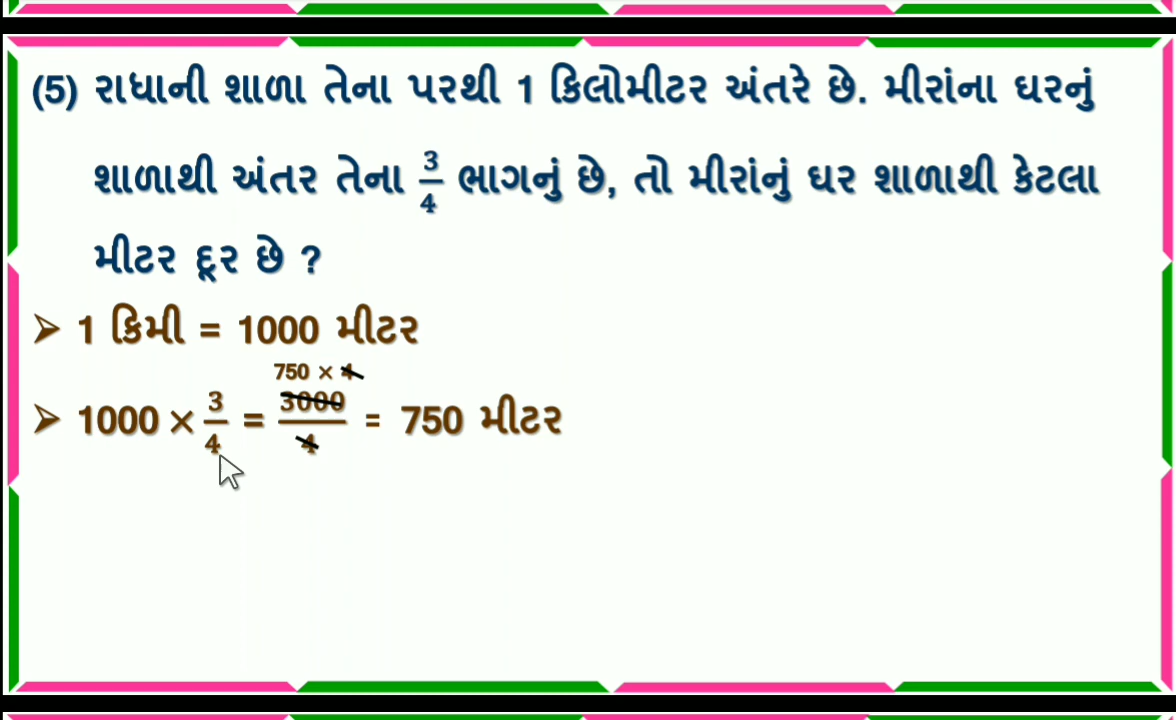 (5) રાધાની શાળા તેના પરથી 1 કિલોમીટર અંતરે છે. મીરાંના ઘરનું
શાળાથી અંતર તેના 3/4 ભાગનું છે, તો મીરાંનું ઘર શાળાથી કેટલા
મીટર દૂર છે ?
➢ 1 કિમી = 1000 મીટર
750 × 4
➢ 1000 × 3/4 = 3000/4 = 750 મીટર